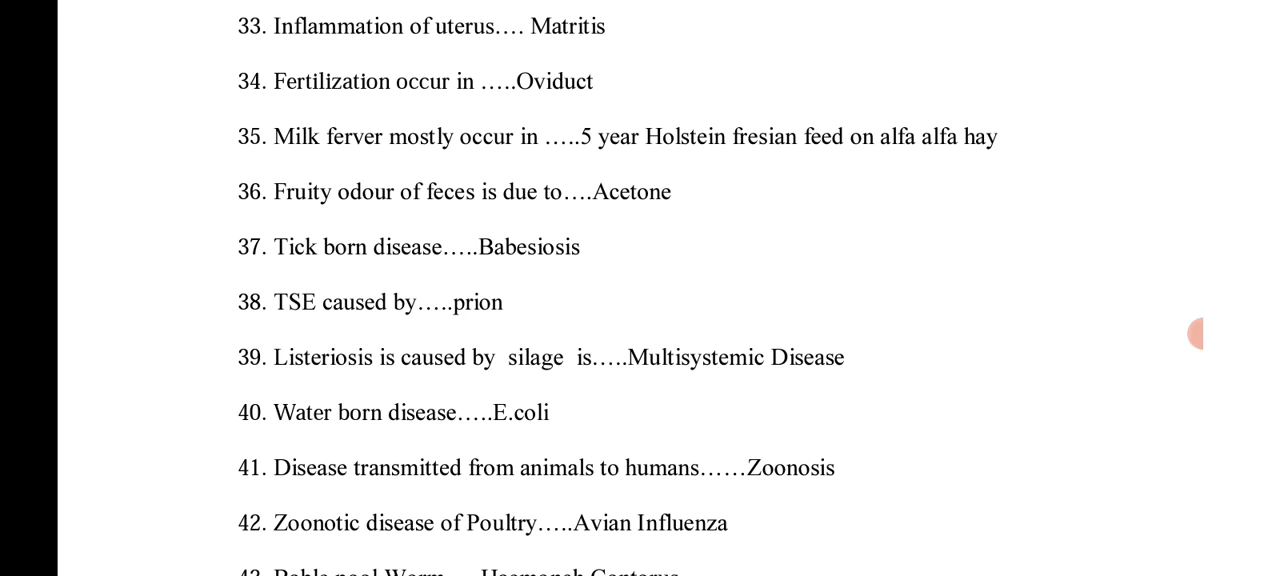 33. Inflammation of uterus…. Matritis
34. Fertilization occur in …..Oviduct
35. Milk ferver mostly occur in …..5 year Holstein fresian feed on alfa alfa hay
36. Fruity odour of feces is due to….Acetone
37. Tick born disease…..Babesiosis
38. TSE caused by…..prion
39. Listeriosis is caused by silage is…..Multisystemic Disease
40. Water born disease…..E.coli
41. Disease transmitted from animals to humans……Zoonosis
42. Zoonotic disease of Poultry…..Avian Influenza